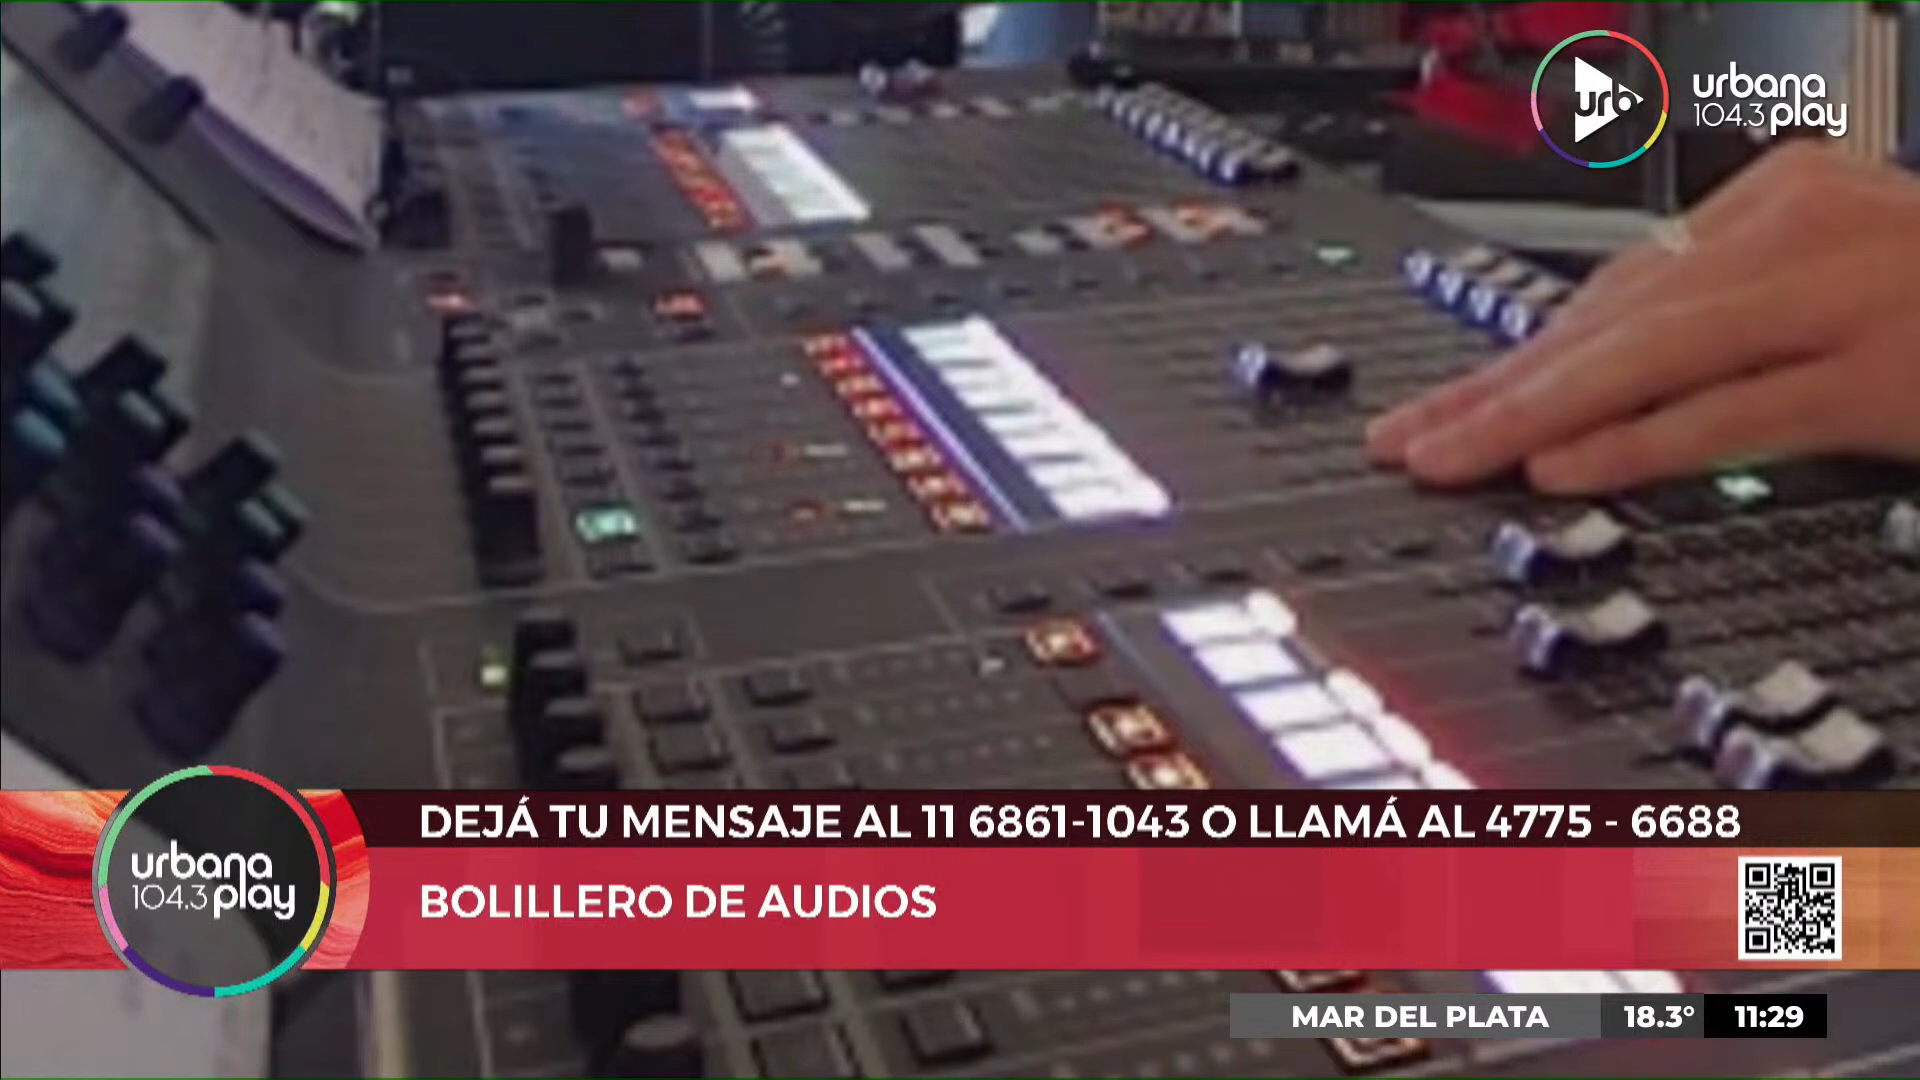 urb
urbana
104.3 play
DEJÁ TU MENSAJE AL 11 6861-1043 O LLAMÁ AL 4775 - 6688
urbana
104.3 play
BOLILLERO DE AUDIOS
MAR DEL PLATA 18.3° 11:29